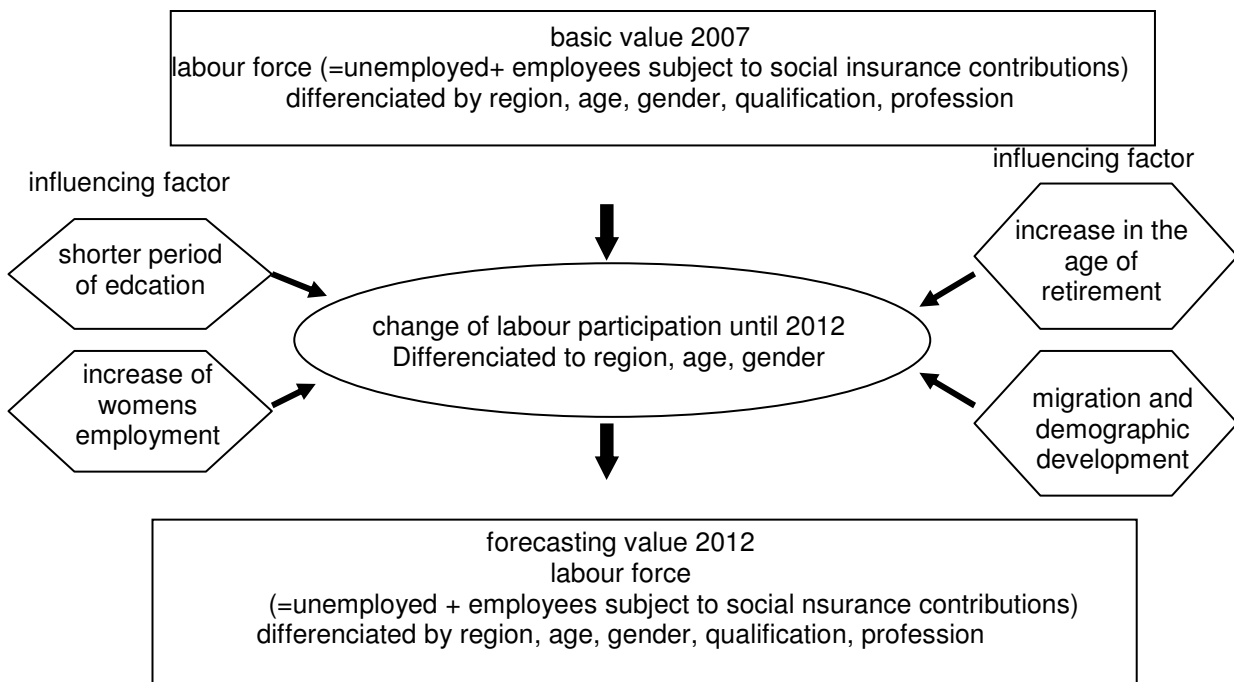 basic value 2007
labour force (=unemployed+ employees subject to social insurance contributions)
differenciated by region, age, gender, qualification, profession
influencing factor
influencing factor
shorter period
of edcation
increase in the
age of
retirement
change of labour participation until 2012
Differenciated to region, age, gender
increase of
womens
employment
migration and
demographic
development
forecasting value 2012
labour force
(=unemployed + employees subject to social nsurance contributions)
differenciated by region, age, gender, qualification, profession